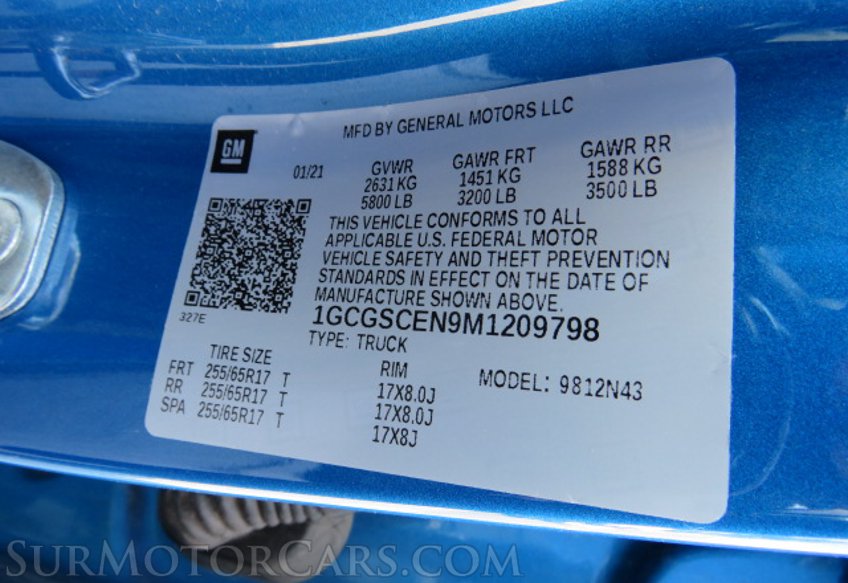 GM
MFD BY GENERAL MOTORS LLC
01/21
GVWR GAWR FRT GAWR RR
2631 KG 1451 KG 1588 KG
5800 LB 3200 LB 3500 LB
THIS VEHICLE CONFORMS TO ALL
APPLICABLE U.S. FEDERAL MOTOR
VEHICLE SAFETY AND THEFT PREVENTION
STANDARDS IN EFFECT ON THE DATE OF
MANUFACTURE SHOWN ABOVE.
327E
1GCGSCEN9M1209798
TYPE: TRUCK
TIRE SIZE RIM MODEL: 9812N43
FRT 255/65R17 T 17X8.0J
RR 255/65R17 T 17X8.0J
SPA 255/65R17 T 17X8J
SURMOTORCARS.COM